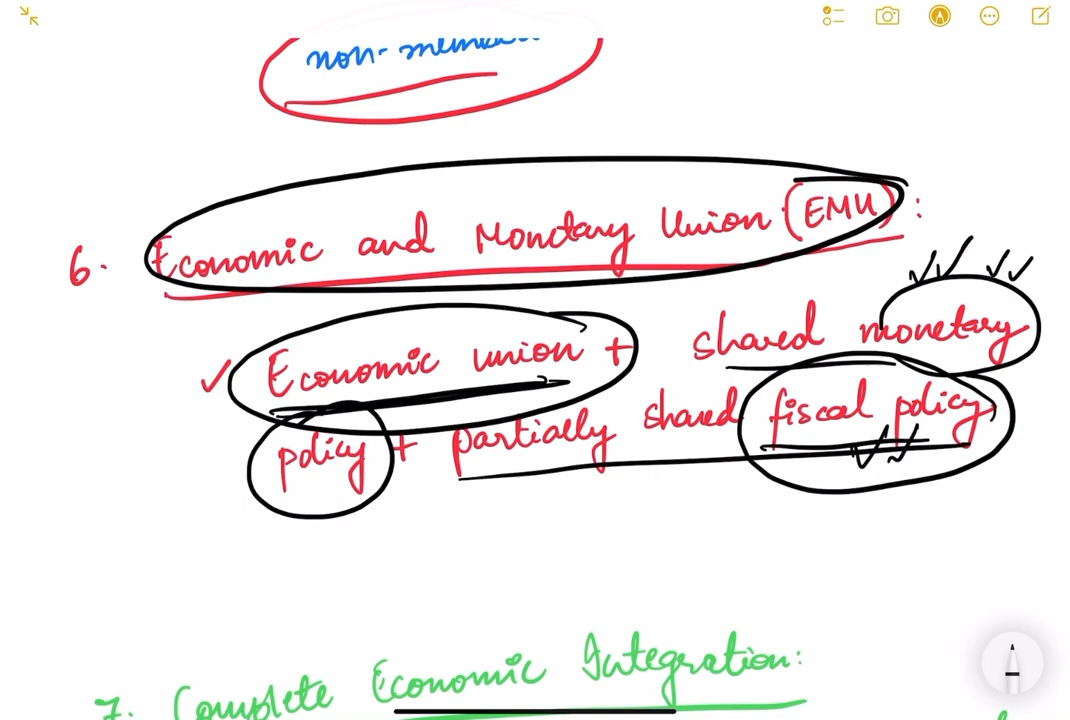 non-
6. Economic and Monetary Union (EMU) :
✓ Economic union + shared monetary
policy + partially shared fiscal policy
7. Complete Economic Integration: